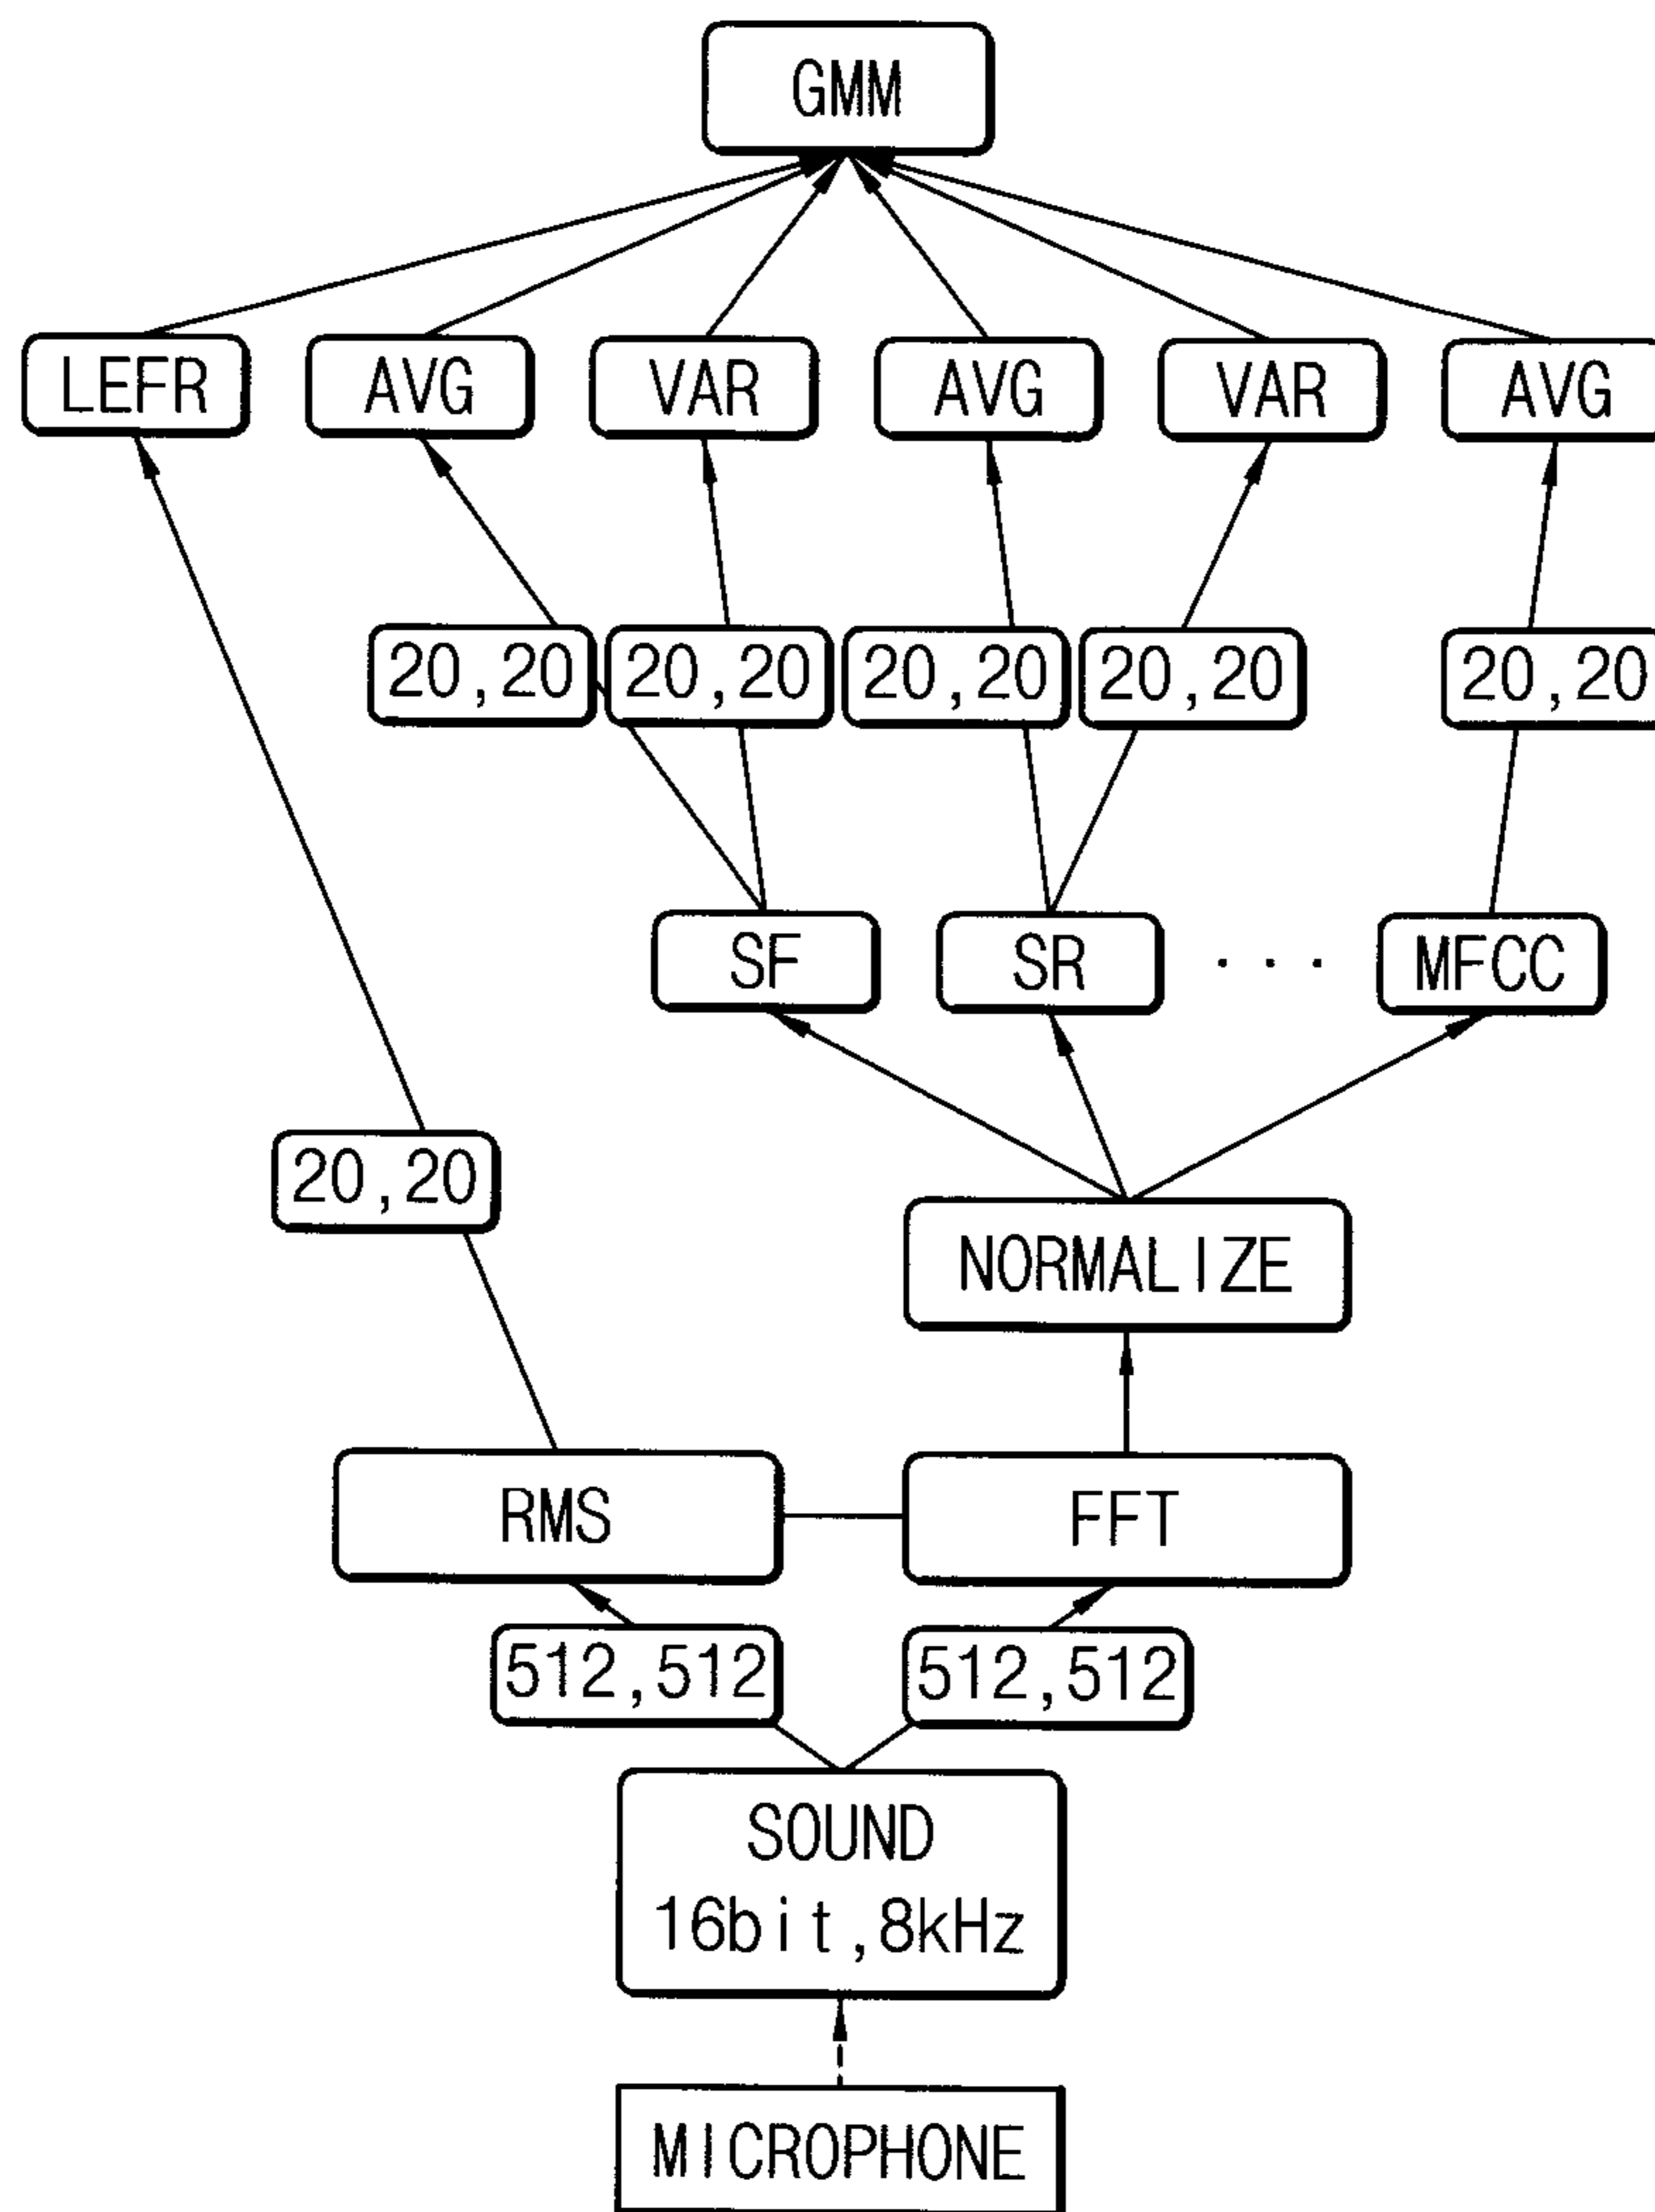 GMM
LEFR
AVG
VAR
AVG
VAR
AVG
20,20
20,20
20,20
20,20
20,20
SF
SR
...
MFCC
20,20
NORMALIZE
RMS
FFT
512,512
512,512
SOUND
16bit,8kHz
MICROPHONE